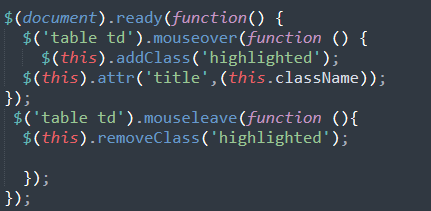 $(document).ready(function() {
  $('table td').mouseover(function () {
    $(this).addClass('highlighted');
  $(this).attr('title',(this.className));
});
 $('table td').mouseleave(function (){
  $(this).removeClass('highlighted');

  });
});